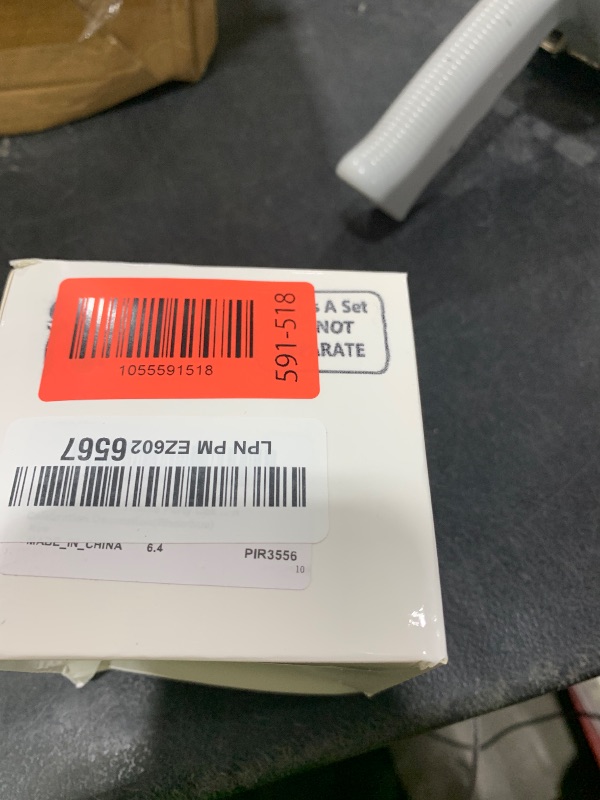 s A Set
NOT
ARATE
1055591518
591-518
LPN PM EZ6026567
MADE_IN_CHINA 6.4 PIR3556
10